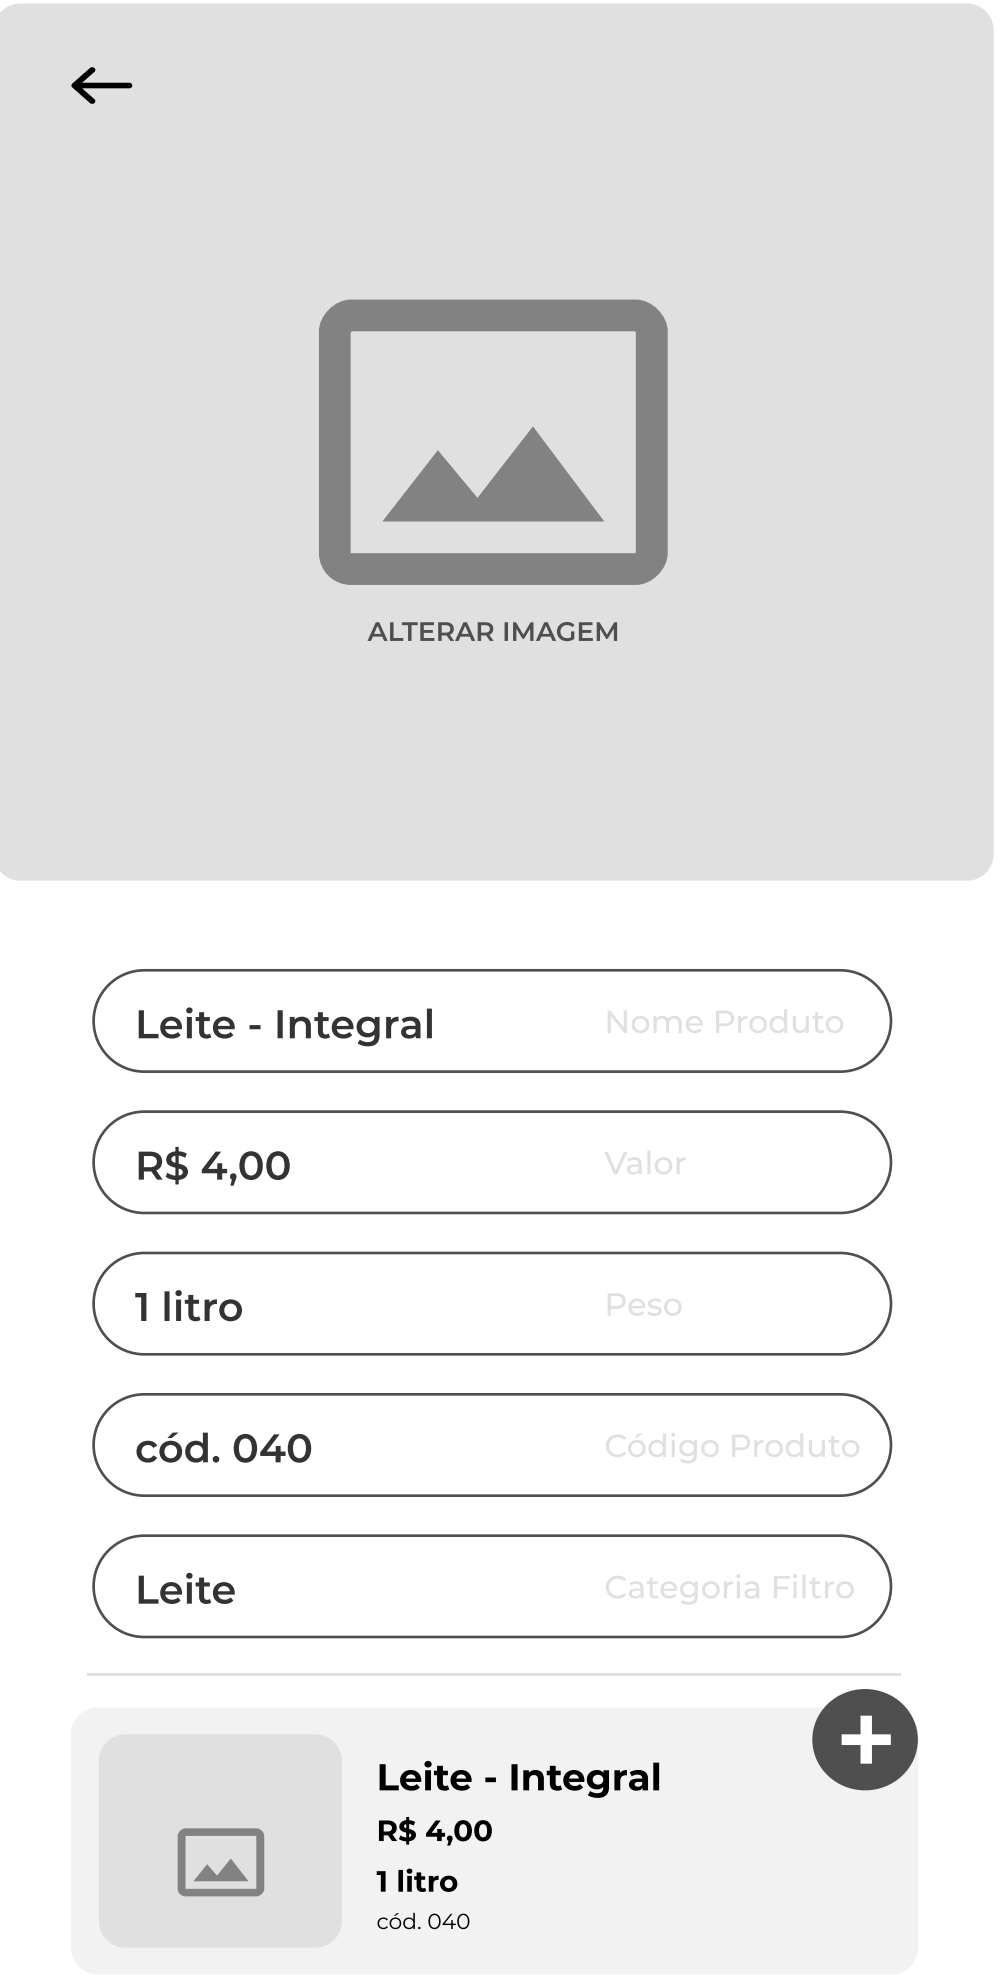 ALTERAR IMAGEM
Leite - Integral Nome Produto
R$ 4,00 Valor
1 litro Peso
cód. 040 Código Produto
Leite Categoria Filtro
Leite - Integral
R$ 4,00
1 litro
cód. 040